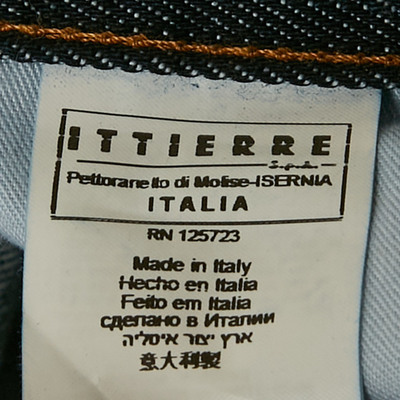 ITTIERRE
S.p.A.
Pettoranello di Molise-ISERNIA
ITALIA
RN 125723
Made in Italy
Hecho en Italia
Feito em Italia
сделано в Италии
ארץ יצור איטליה
意大利製